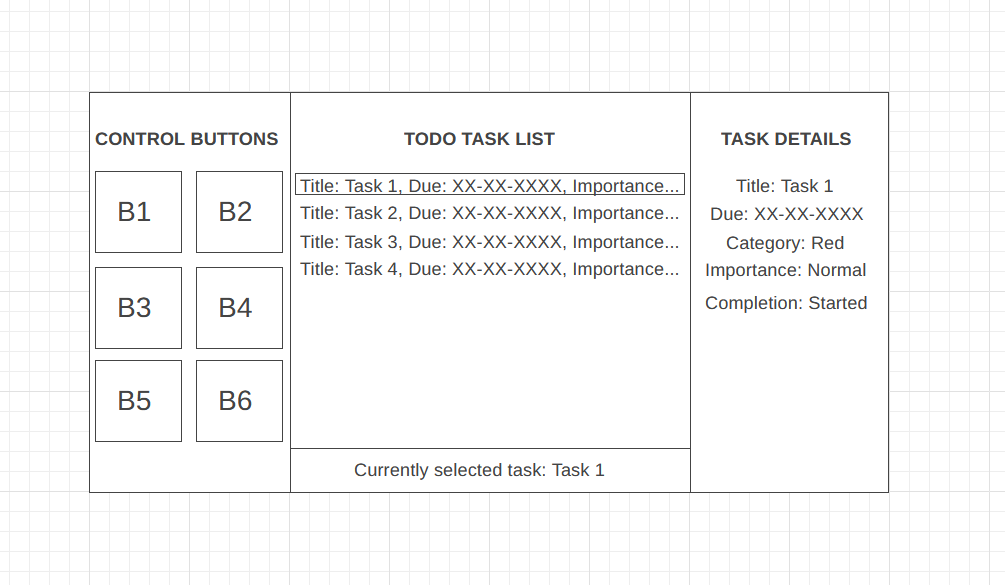 CONTROL BUTTONS
B1
B2
B3
B4
B5
B6
TODO TASK LIST
Title: Task 1, Due: XX-XX-XXXX, Importance...
Title: Task 2, Due: XX-XX-XXXX, Importance...
Title: Task 3, Due: XX-XX-XXXX, Importance...
Title: Task 4, Due: XX-XX-XXXX, Importance...
Currently selected task: Task 1
TASK DETAILS
Title: Task 1
Due: XX-XX-XXXX
Category: Red
Importance: Normal
Completion: Started